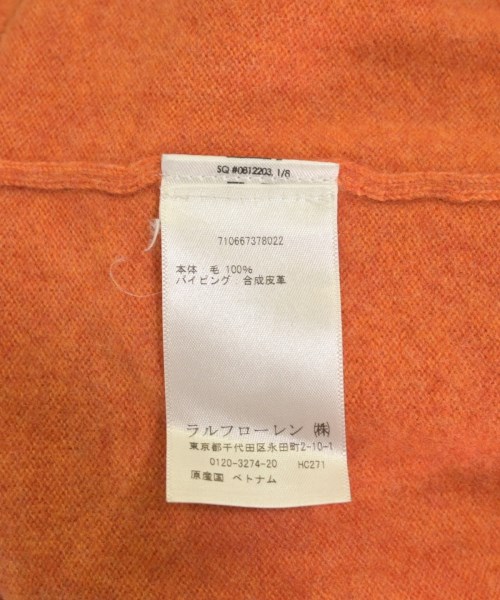 SQ #0812203, 1/8
710667378022
本体 毛 100%
パイピング 合成皮革
ラルフローレン ㈱
東京都千代田区永田町2-10-1
0120-3274-20 HC271
原産国 ベトナム